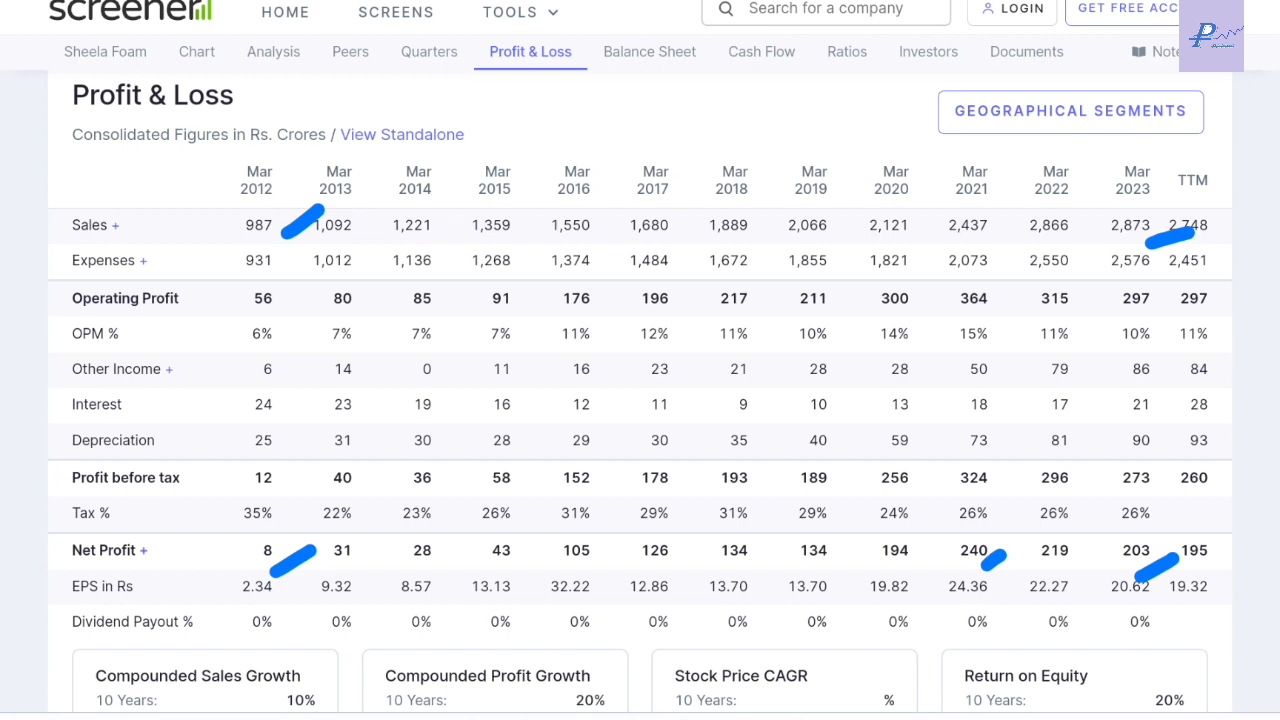 screener
HOME SCREENS TOOLS
Search for a company
LOGIN
GET FREE ACC
Sheela Foam Chart Analysis Peers Quarters Profit & Loss Balance Sheet Cash Flow Ratios Investors Documents Note
Profit & Loss
GEOGRAPHICAL SEGMENTS
Consolidated Figures in Rs. Crores / View Standalone
Mar 2012 Mar 2013 Mar 2014 Mar 2015 Mar 2016 Mar 2017 Mar 2018 Mar 2019 Mar 2020 Mar 2021 Mar 2022 Mar 2023 TTM
Sales + 987 1,092 1,221 1,359 1,550 1,680 1,889 2,066 2,121 2,437 2,866 2,873 2,748
Expenses + 931 1,012 1,136 1,268 1,374 1,484 1,672 1,855 1,821 2,073 2,550 2,576 2,451
Operating Profit 56 80 85 91 176 196 217 211 300 364 315 297 297
OPM % 6% 7% 7% 7% 11% 12% 11% 10% 14% 15% 11% 10% 11%
Other Income + 6 14 0 11 16 23 21 28 28 50 79 86 84
Interest 24 23 19 16 12 11 9 10 13 18 17 21 28
Depreciation 25 31 30 28 29 30 35 40 59 73 81 90 93
Profit before tax 12 40 36 58 152 178 193 189 256 324 296 273 260
Tax % 35% 22% 23% 26% 31% 29% 31% 29% 24% 26% 26% 26%
Net Profit + 8 31 28 43 105 126 134 134 194 240 219 203 195
EPS in Rs 2.34 9.32 8.57 13.13 32.22 12.86 13.70 13.70 19.82 24.36 22.27 20.62 19.32
Dividend Payout % 0% 0% 0% 0% 0% 0% 0% 0% 0% 0% 0% 0%
Compounded Sales Growth Compounded Profit Growth Stock Price CAGR Return on Equity
10 Years: 10% 10 Years: 20% 10 Years: % 10 Years: 20%